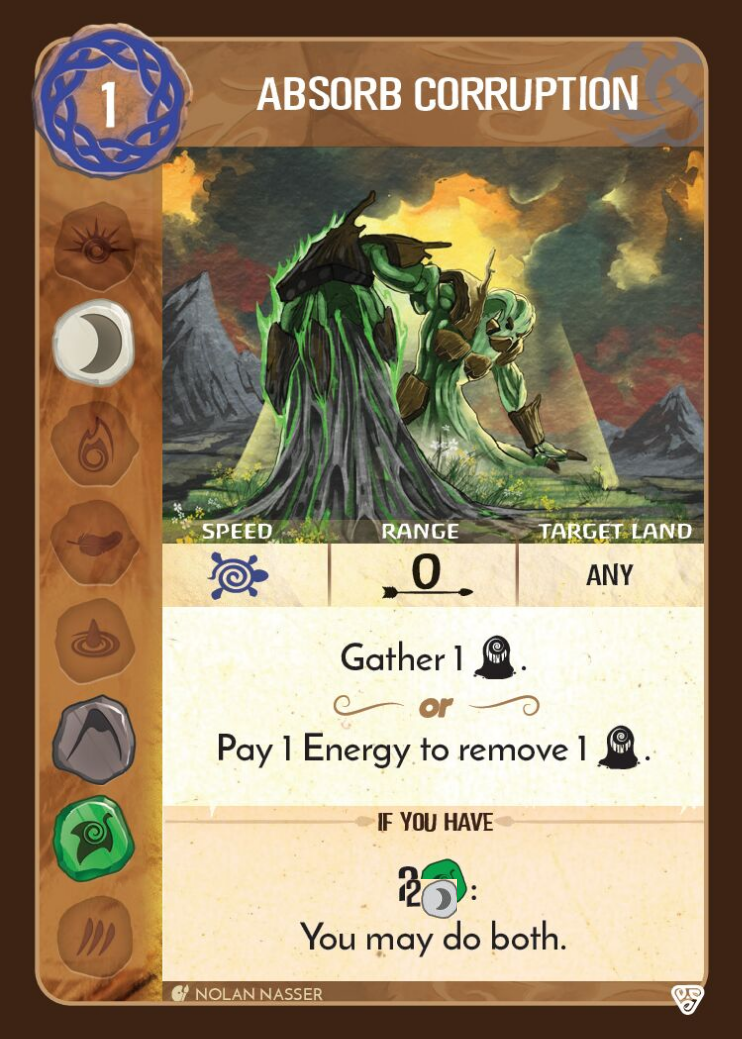 1
ABSORB CORRUPTION
SPEED RANGE TARGET LAND
0 ANY
Gather 1 .
or
Pay 1 Energy to remove 1 .
IF YOU HAVE
2
2 :
You may do both.
NOLAN NASSER